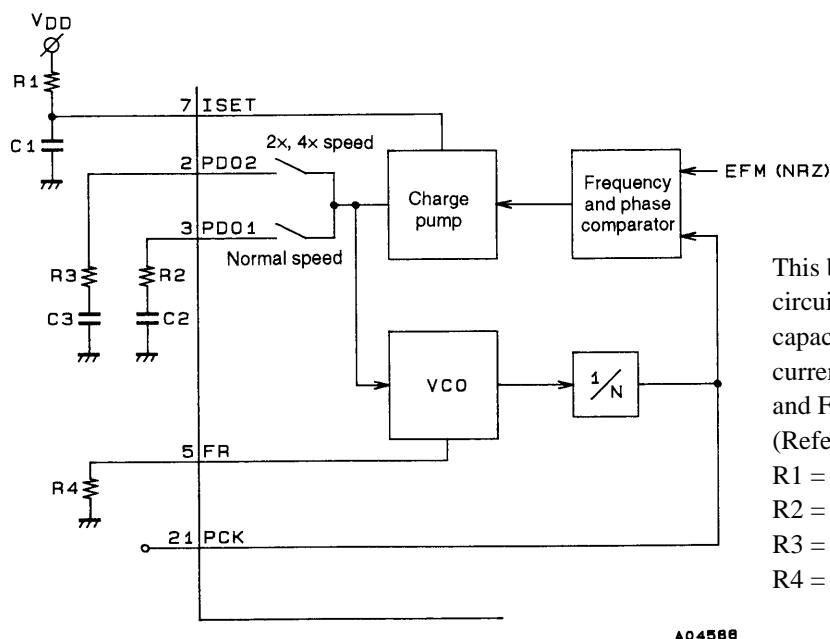 VDD
R1
7 ISET
C1
2x, 4x speed
2 PDO2
EFM (NRZ)
Charge
pump
Frequency
and phase
comparator
3 PDO1
Normal speed
R3
R2
C3
C2
VCO
1/N
5 FR
R4
21 PCK
A04588
This
circui
capac
curren
and F
(Refe
R1 =
R2 =
R3 =
R4 =